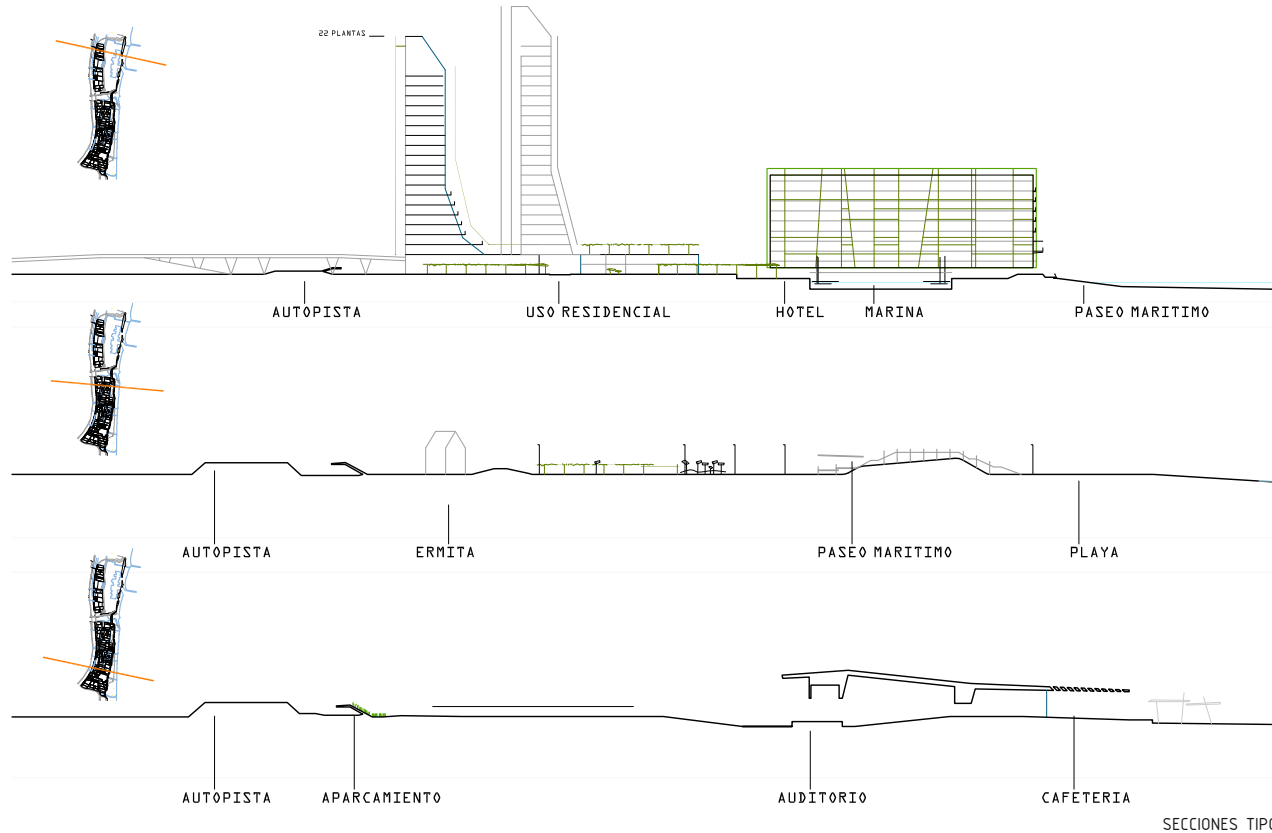 22 PLANTAS
AUTOPISTA USO RESIDENCIAL HOTEL MARINA PASEO MARITIMO
AUTOPISTA ERMITA PASEO MARITIMO PLAYA
AUTOPISTA APARCAMIENTO AUDITORIO CAFETERIA
SECCIONES TIPO